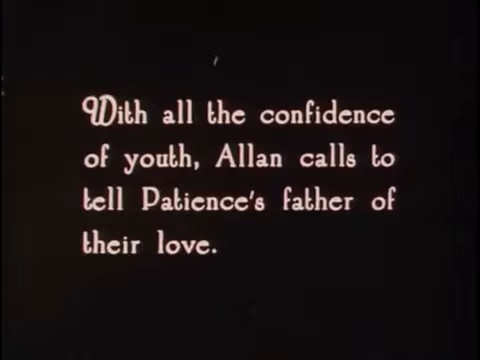 With all the confidence
of youth, Allan calls to
tell Patience's father of
their love.